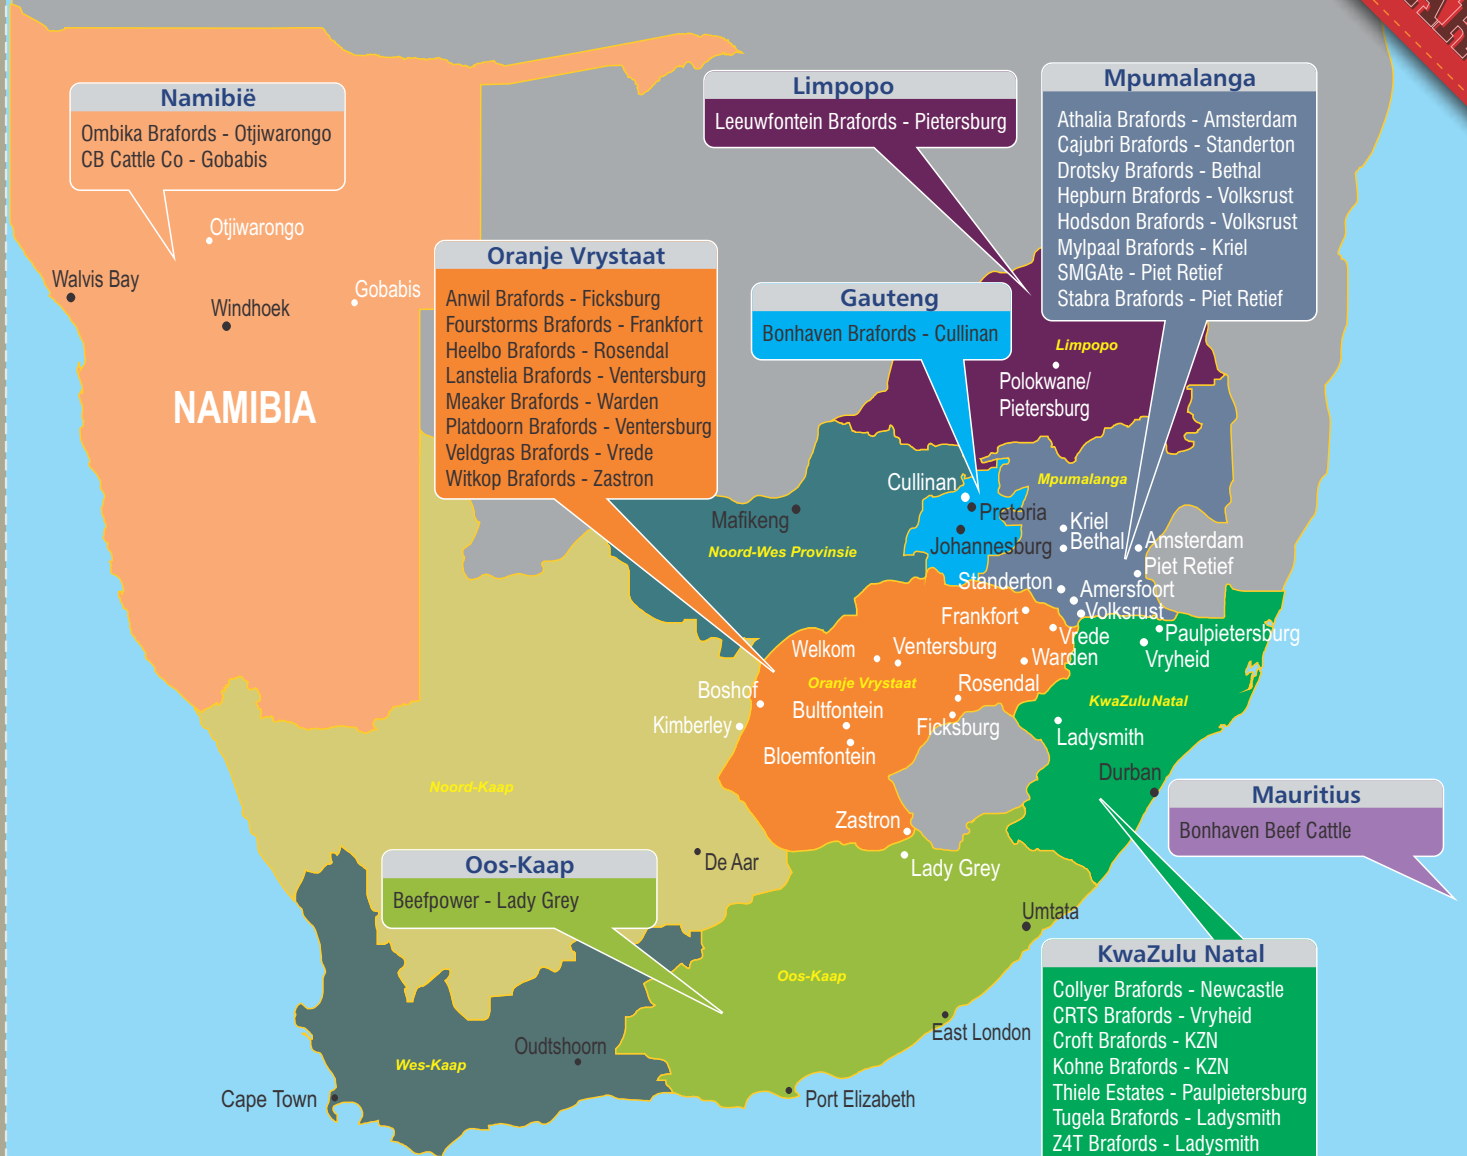 Namibië
Ombika Brafords - Otjiwarongo
CB Cattle Co - Gobabis
Limpopo
Leeuwfontein Brafords - Pietersburg
Mpumalanga
Athalia Brafords - Amsterdam
Cajubri Brafords - Standerton
Drotsky Brafords - Bethal
Hepburn Brafords - Volksrust
Hodsdon Brafords - Volksrust
Mylpaal Brafords - Kriel
SMGAte - Piet Retief
Stabra Brafords - Piet Retief
Oranje Vrystaat
Anwil Brafords - Ficksburg
Fourstorms Brafords - Frankfort
Heelbo Brafords - Rosendal
Lanstelia Brafords - Ventersburg
Meaker Brafords - Warden
Platdoorn Brafords - Ventersburg
Veldgras Brafords - Vrede
Witkop Brafords - Zastron
Gauteng
Bonhaven Brafords - Cullinan
Otjiwarongo
Walvis Bay
Gobabis
Windhoek
NAMIBIA
Limpopo
Polokwane/
Pietersburg
Cullinan
Mpumalanga
Mafikeng
Pretoria
Kriel
Johannesburg
Bethal
Amsterdam
Noord-Wes Provinsie
Piet Retief
Standerton
Amersfoort
Frankfort
Volksrust
Vrede
Paulpietersburg
Welkom
Ventersburg
Warden
Vryheid
Oranje Vrystaat
Rosendal
Boshof
Bultfontein
KwaZulu Natal
Kimberley
Ficksburg
Ladysmith
Bloemfontein
Durban
Noord-Kaap
Mauritius
Bonhaven Beef Cattle
Zastron
De Aar
Lady Grey
Oos-Kaap
Beefpower - Lady Grey
Umtata
Oos-Kaap
KwaZulu Natal
Collyer Brafords - Newcastle
CRTS Brafords - Vryheid
Croft Brafords - KZN
Kohne Brafords - KZN
Thiele Estates - Paulpietersburg
Tugela Brafords - Ladysmith
Z4T Brafords - Ladysmith
East London
Oudtshoorn
Wes-Kaap
Cape Town
Port Elizabeth